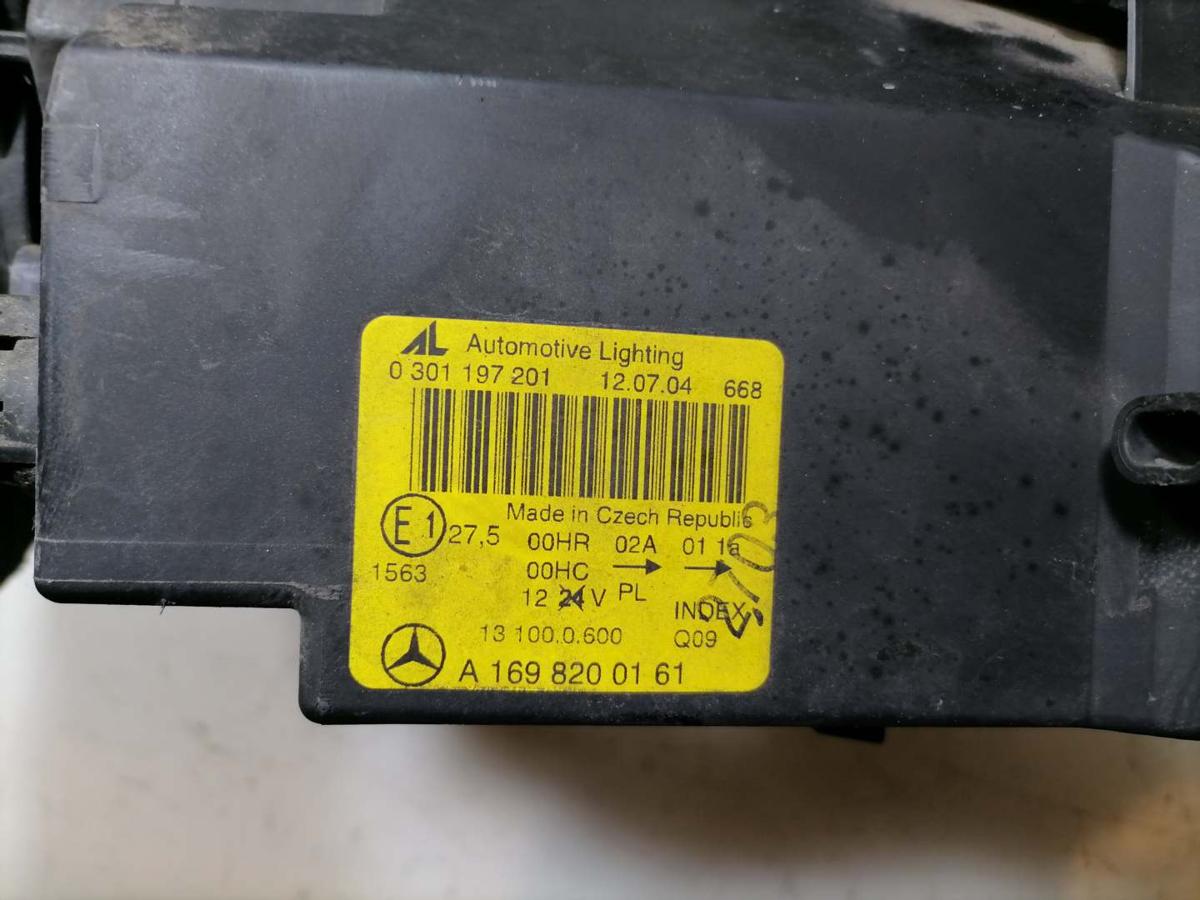 AL Automotive Lighting
0 301 197 201 12.07.04 668
Made in Czech Republic
E1 27,5 00HR 02A 01 1a
1563 00HC → →
12 24 V PL
INDEX
13 100.0.600 Q09
A 169 820 01 61